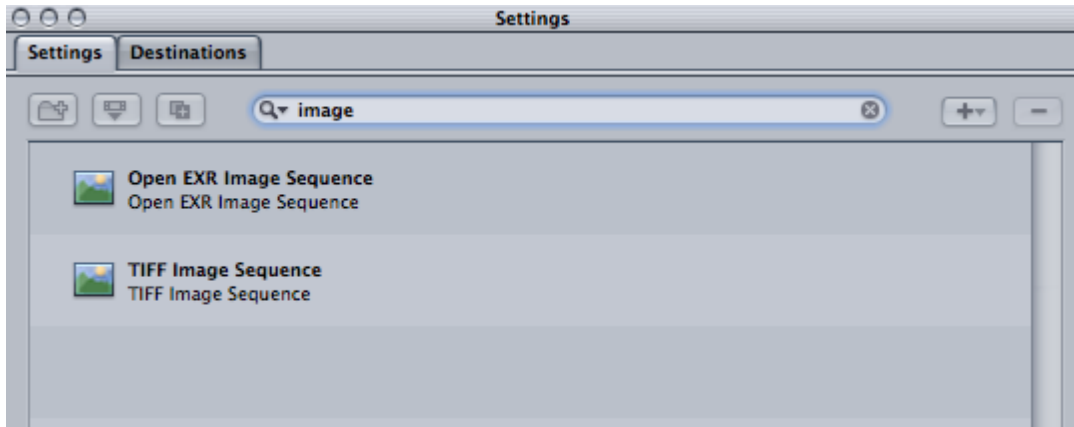 Settings
Settings Destinations
image
Open EXR Image Sequence
Open EXR Image Sequence
TIFF Image Sequence
TIFF Image Sequence